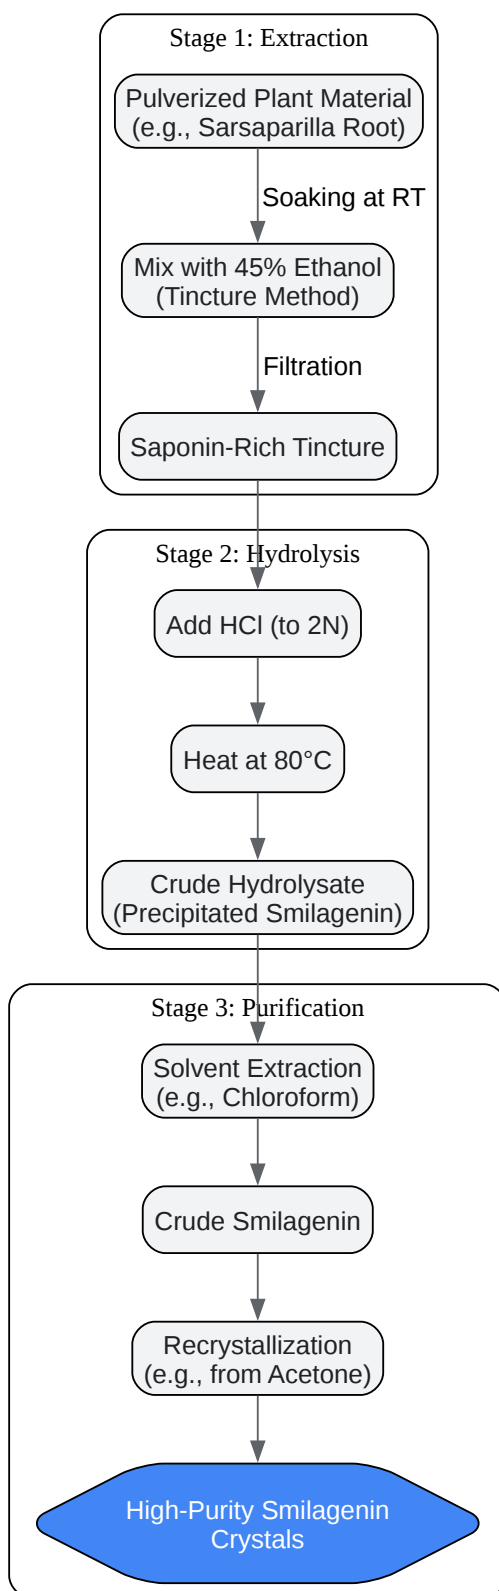 Stage 1: Extraction
Pulverized Plant Material
(e.g., Sarsaparilla Root)
Soaking at RT
Mix with 45% Ethanol
(Tincture Method)
Filtration
Saponin-Rich Tincture
Stage 2: Hydrolysis
Add HCl (to 2N)
Heat at 80°C
Crude Hydrolysate
(Precipitated Smilagenin)
Stage 3: Purification
Solvent Extraction
(e.g., Chloroform)
Crude Smilagenin
Recrystallization
(e.g., from Acetone)
High-Purity Smilagenin
Crystals